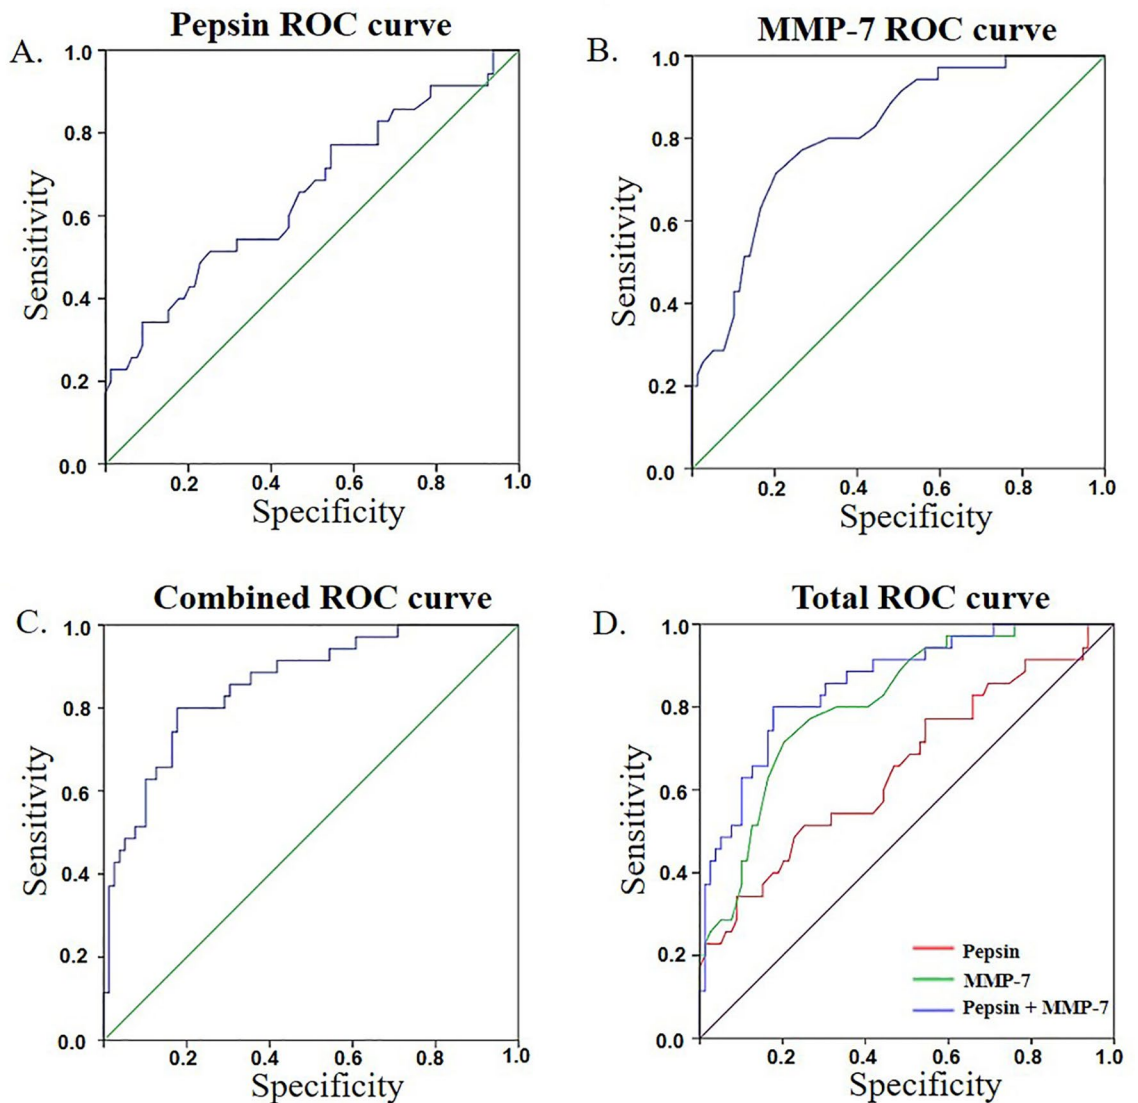 A.
Pepsin ROC curve
1.0
0.8
0.6
0.4
0.2
0.0
0.2 0.4 0.6 0.8 1.0
Sensitivity
Specificity
B.
MMP-7 ROC curve
1.0
0.8
0.6
0.4
0.2
0.0
0.2 0.4 0.6 0.8 1.0
Sensitivity
Specificity
C.
Combined ROC curve
1.0
0.8
0.6
0.4
0.2
0.0
0.2 0.4 0.6 0.8 1.0
Sensitivity
Specificity
D.
Total ROC curve
1.0
0.8
0.6
0.4
0.2
0.0
0.2 0.4 0.6 0.8 1.0
Sensitivity
Specificity
Pepsin
MMP-7
Pepsin + MMP-7